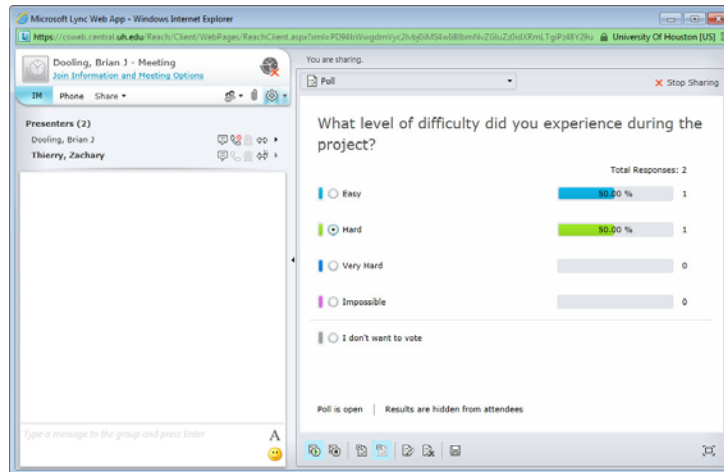 Microsoft Lync Web App - Windows Internet Explorer
University Of Houston [US]
Dooling, Brian J - Meeting
Join Information and Meeting Options
IM Phone Share
Presenters (2)
Dooling, Brian J
Thierry, Zachary
Type a message to the group and press Enter
A
You are sharing.
Poll
Stop Sharing
What level of difficulty did you experience during the
project?
Total Responses: 2
Easy 50.00 % 1
Hard 50.00 % 1
Very Hard 0
Impossible 0
I don't want to vote
Poll is open | Results are hidden from attendees